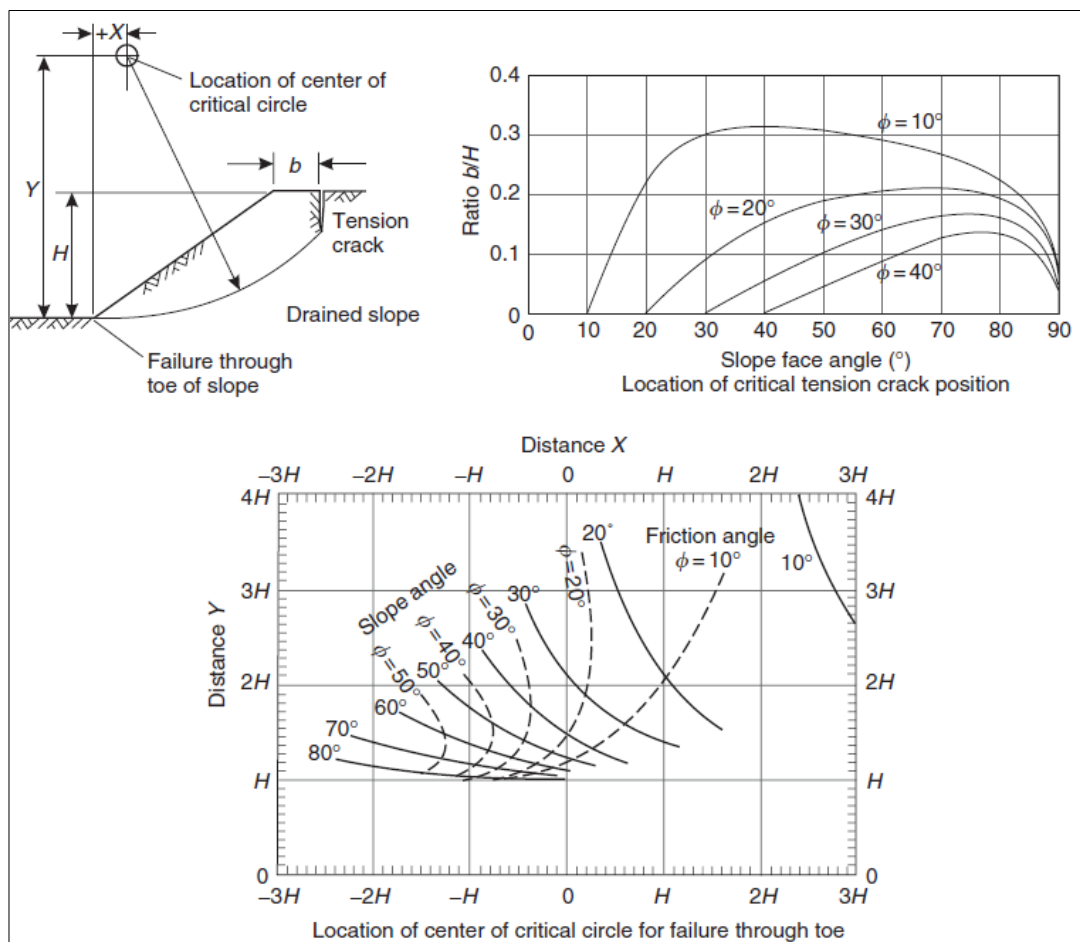 +X
Location of center of
critical circle
b
Y
H
Tension
crack
Drained slope
Failure through
toe of slope
Ratio b/H
0.4
0.3
0.2
0.1
0
ϕ = 10°
ϕ = 20°
ϕ = 30°
ϕ = 40°
0 10 20 30 40 50 60 70 80 90
Slope face angle (°)
Location of critical tension crack position
Distance X
–3H –2H –H 0 H 2H 3H
Distance Y
4H
3H
2H
H
0
4H
3H
2H
H
0
Slope angle
Friction angle
ϕ = 10°
ϕ = 20°
ϕ = 30°
ϕ = 40°
ϕ = 50°
10°
20°
30°
40°
50°
60°
70°
80°
–3H –2H –H 0 H 2H 3H
Location of center of critical circle for failure through toe